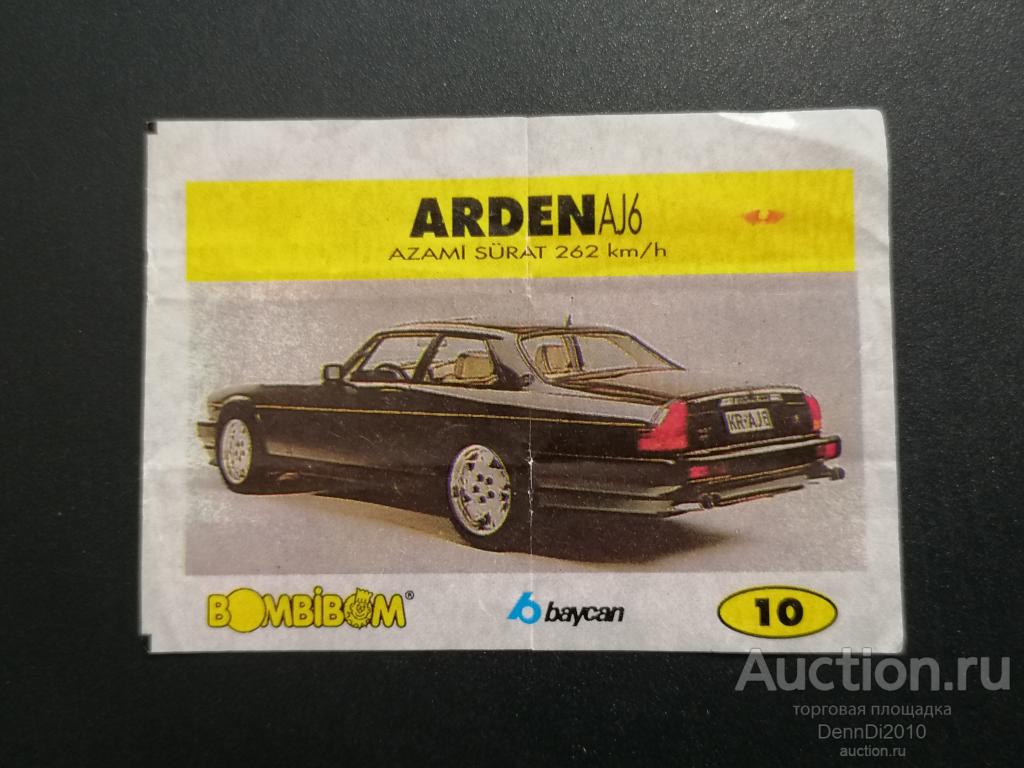 ARDEN AJ6
AZAMİ SÜRAT 262 km/h
KR·AJ6
BOMBİBOM®
baycan
10
Auction.ru
торговая площадка
DennDi2010
auction.ru